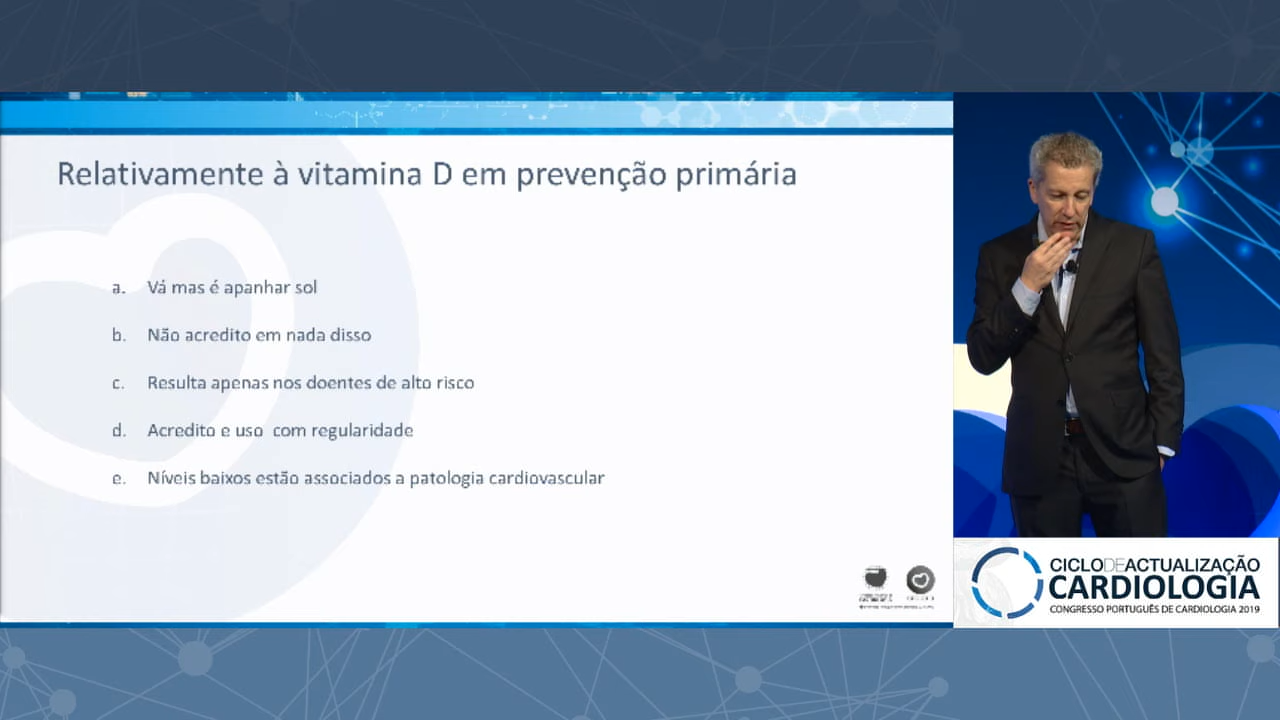 Relativamente à vitamina D em prevenção primária
a. Vá mas é apanhar sol
b. Não acredito em nada disso
c. Resulta apenas nos doentes de alto risco
d. Acredito e uso com regularidade
e. Níveis baixos estão associados a patologia cardiovascular
CICLODEACTUALIZAÇÃO
CARDIOLOGIA
CONGRESSO PORTUGUÊS DE CARDIOLOGIA 2019